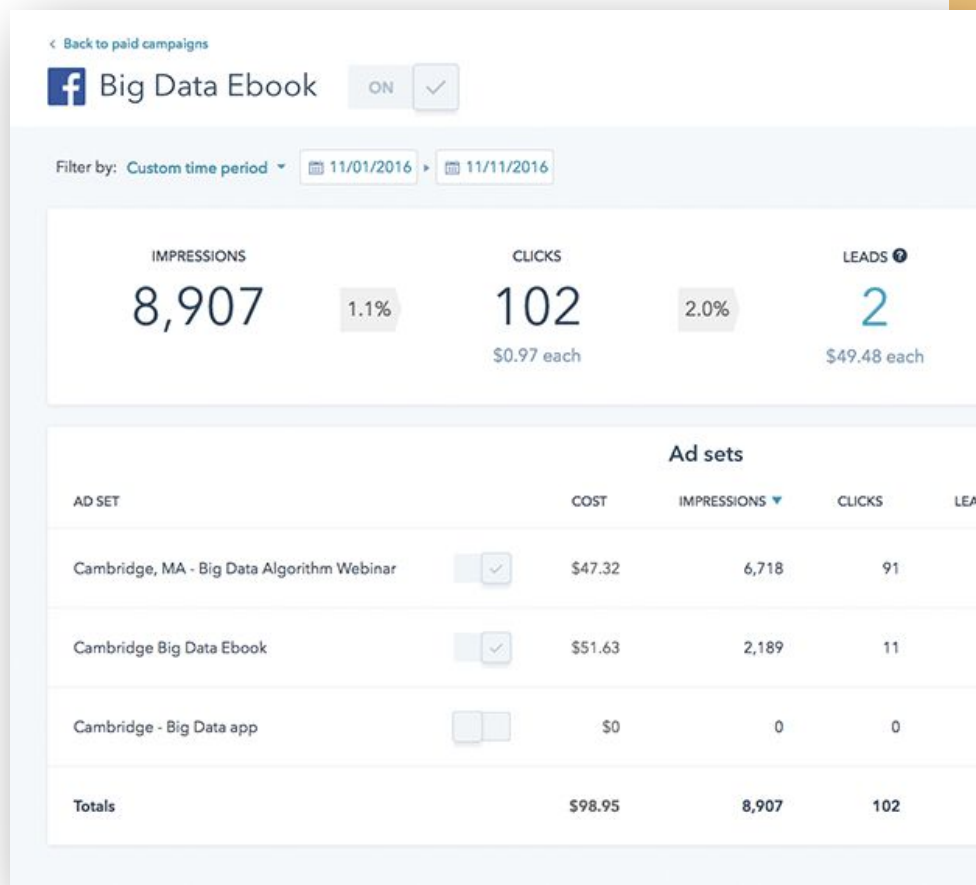 Back to paid campaigns
f Big Data Ebook ON
Filter by: Custom time period 11/01/2016 11/11/2016
IMPRESSIONS CLICKS LEADS ?
8,907 1.1% 102 2.0% 2
$0.97 each $49.48 each
Ad sets
AD SET COST IMPRESSIONS CLICKS LEA
Cambridge, MA - Big Data Algorithm Webinar $47.32 6,718 91
Cambridge Big Data Ebook $51.63 2,189 11
Cambridge - Big Data app $0 0 0
Totals $98.95 8,907 102